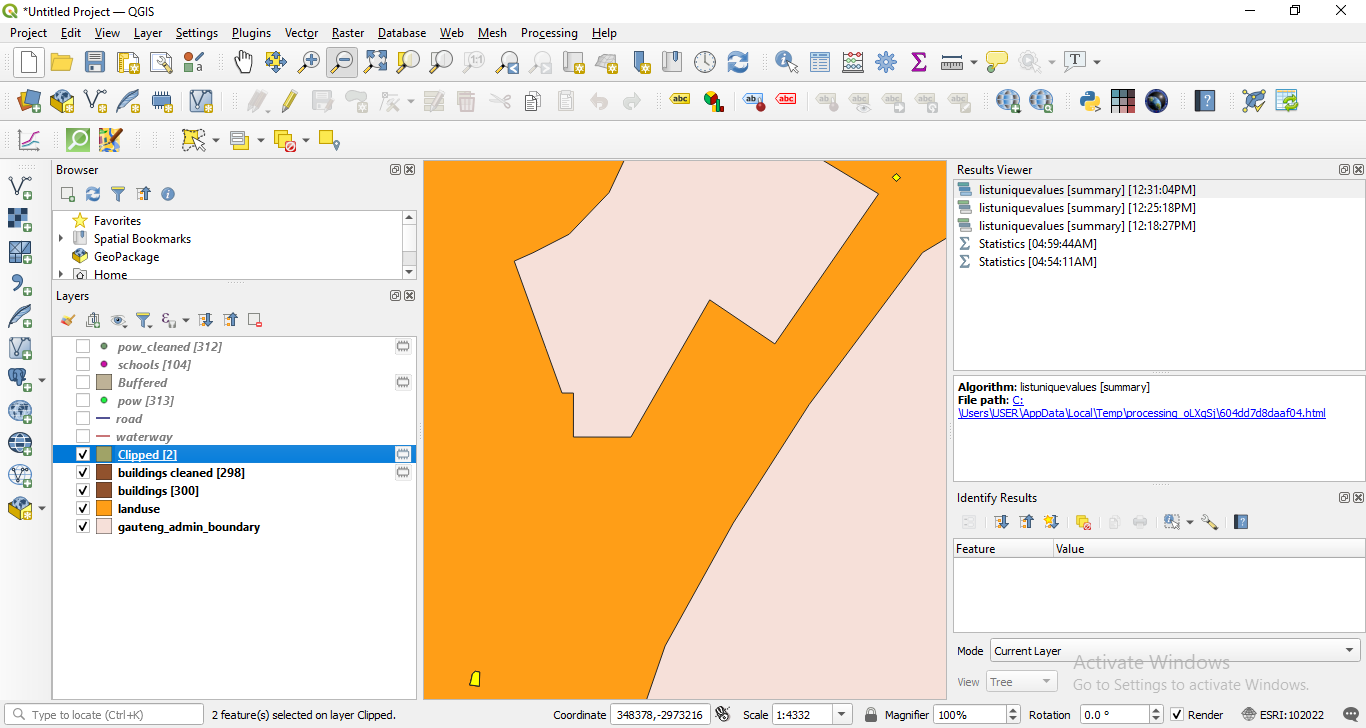 *Untitled Project — QGIS
Project Edit View Layer Settings Plugins Vector Raster Database Web Mesh Processing Help
Browser
Favorites
Spatial Bookmarks
GeoPackage
Home
Layers
pow_cleaned [312]
schools [104]
Buffered
pow [313]
road
waterway
Clipped [2]
buildings cleaned [298]
buildings [300]
landuse
gauteng_admin_boundary
Results Viewer
listuniquevalues [summary] [12:31:04PM]
listuniquevalues [summary] [12:25:18PM]
listuniquevalues [summary] [12:18:27PM]
Statistics [04:59:44AM]
Statistics [04:54:11AM]
Algorithm: listuniquevalues [summary]
File path: C:
\Users\USER\AppData\Local\Temp\processing_oLXqSj\604dd7d8daaf04.html
Identify Results
Feature Value
Mode Current Layer
View Tree
Activate Windows
Go to Settings to activate Windows.
Type to locate (Ctrl+K) 2 feature(s) selected on layer Clipped. Coordinate 348378,-2973216 Scale 1:4332 Magnifier 100% Rotation 0.0 ° Render ESRI:102022